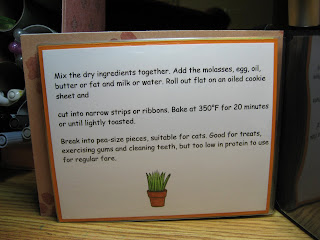 Mix the dry ingredients together. Add the molasses, egg, oil,
butter or fat and milk or water. Roll out flat on an oiled cookie
sheet and
cut into narrow strips or ribbons. Bake at 350°F for 20 minutes
or until lightly toasted.
Break into pea-size pieces, suitable for cats. Good for treats,
exercising gums and cleaning teeth, but too low in protein to use
for regular fare.